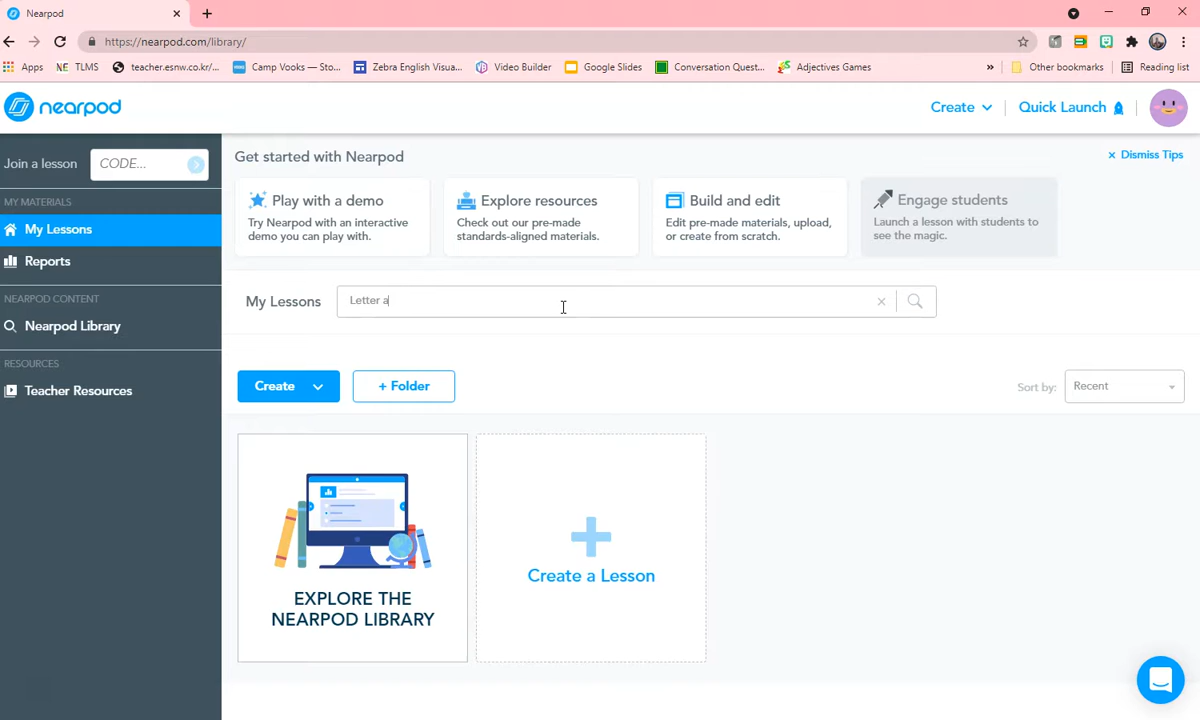 Nearpod
https://nearpod.com/library/
Apps
TLMS
teacher.esnw.co.kr/...
Camp Vooks — Sto...
Zebra English Visua...
Video Builder
Google Slides
Conversation Quest...
Adjectives Games
»
Other bookmarks
Reading list
nearpod
Create
Quick Launch
Join a lesson
CODE...
MY MATERIALS
My Lessons
Reports
NEARPOD CONTENT
Nearpod Library
RESOURCES
Teacher Resources
Get started with Nearpod
× Dismiss Tips
Play with a demo
Try Nearpod with an interactive
demo you can play with.
Explore resources
Check out our pre-made
standards-aligned materials.
Build and edit
Edit pre-made materials, upload,
or create from scratch.
Engage students
Launch a lesson with students to
see the magic.
My Lessons
Letter a
Create
+ Folder
Sort by:
Recent
EXPLORE THE
NEARPOD LIBRARY
Create a Lesson